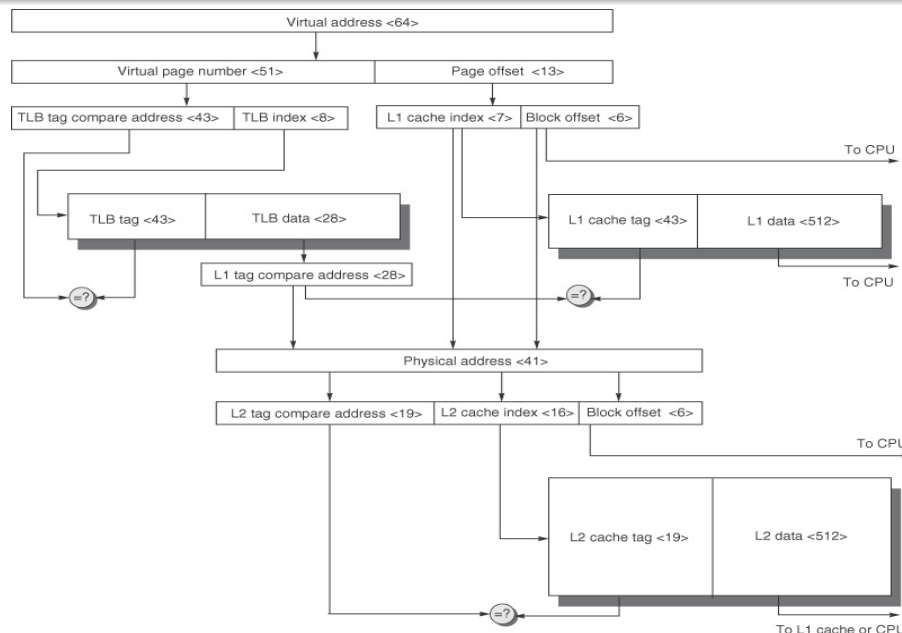 Virtual address <64>
Virtual page number <51> Page offset <13>
TLB tag compare address <43> TLB index <8> L1 cache index <7> Block offset <6>
To CPU
TLB tag <43> TLB data <28> L1 cache tag <43> L1 data <512>
L1 tag compare address <28>
To CPU
=? =?
Physical address <41>
L2 tag compare address <19> L2 cache index <16> Block offset <6>
To CPU
L2 cache tag <19> L2 data <512>
=?
To L1 cache or CPU